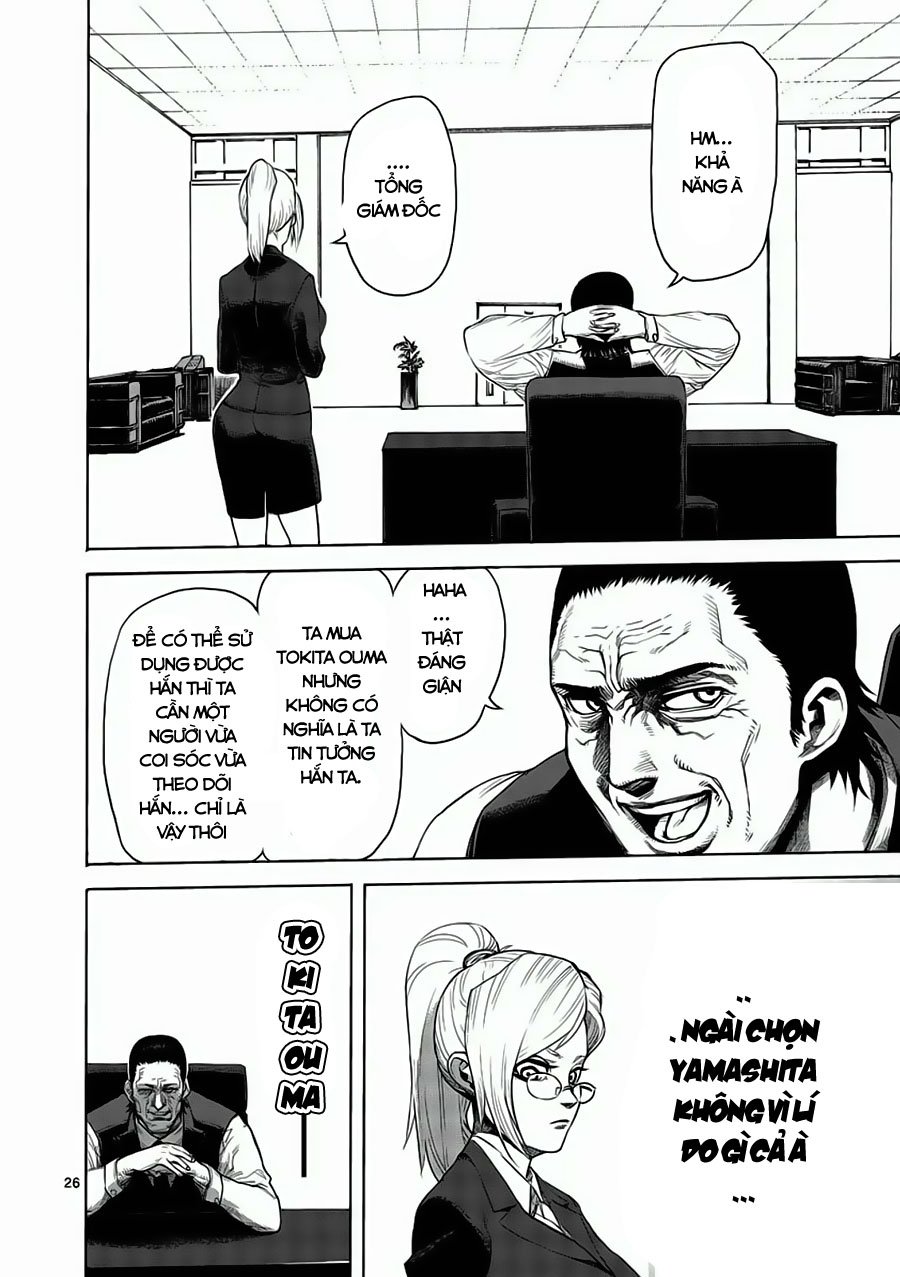 HM...
KHẢ
NĂNG À
....
TỔNG
GIÁM ĐỐC
HAHA
...
THẬT
ĐÁNG
GIẬN
TA MUA
TOKITA OUMA
NHƯNG
KHÔNG CÓ
NGHĨA LÀ TA
TIN TƯỞNG
HẮN TA.
ĐỂ CÓ THỂ SỬ
DỤNG ĐƯỢC
HẮN THÌ TA
CẦN MỘT
NGƯỜI VỪA
COI SÓC VỪA
THEO DÕI
HẮN... CHỈ LÀ
VẬY THÔI
..
.NGÀI CHỌN
YAMASHITA
KHÔNG VÌ LÍ
DO GÌ CẢ À
...
TO
KI
TA
OU
MA
26